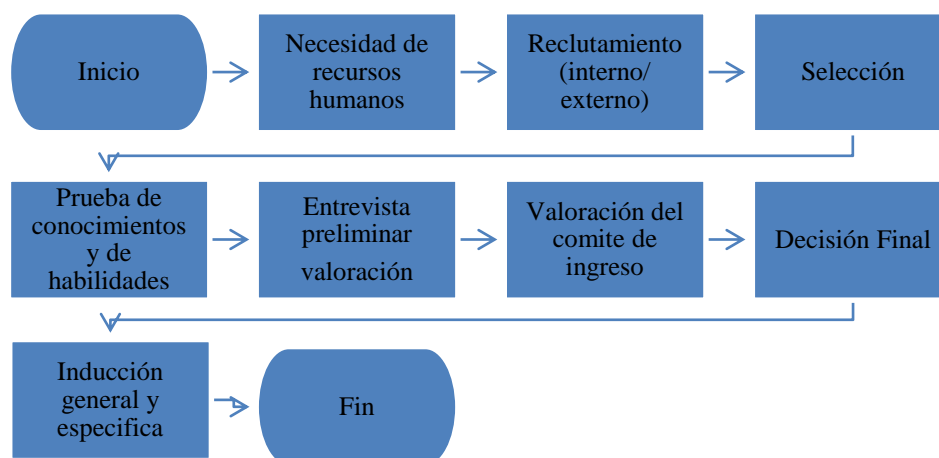 Inicio
Necesidad de
recursos
humanos
Reclutamiento
(interno/
externo)
Selección
Prueba de
conocimientos
y de
habilidades
Entrevista
preliminar
valoración
Valoración del
comite de
ingreso
Decisión Final
Inducción
general y
especifica
Fin